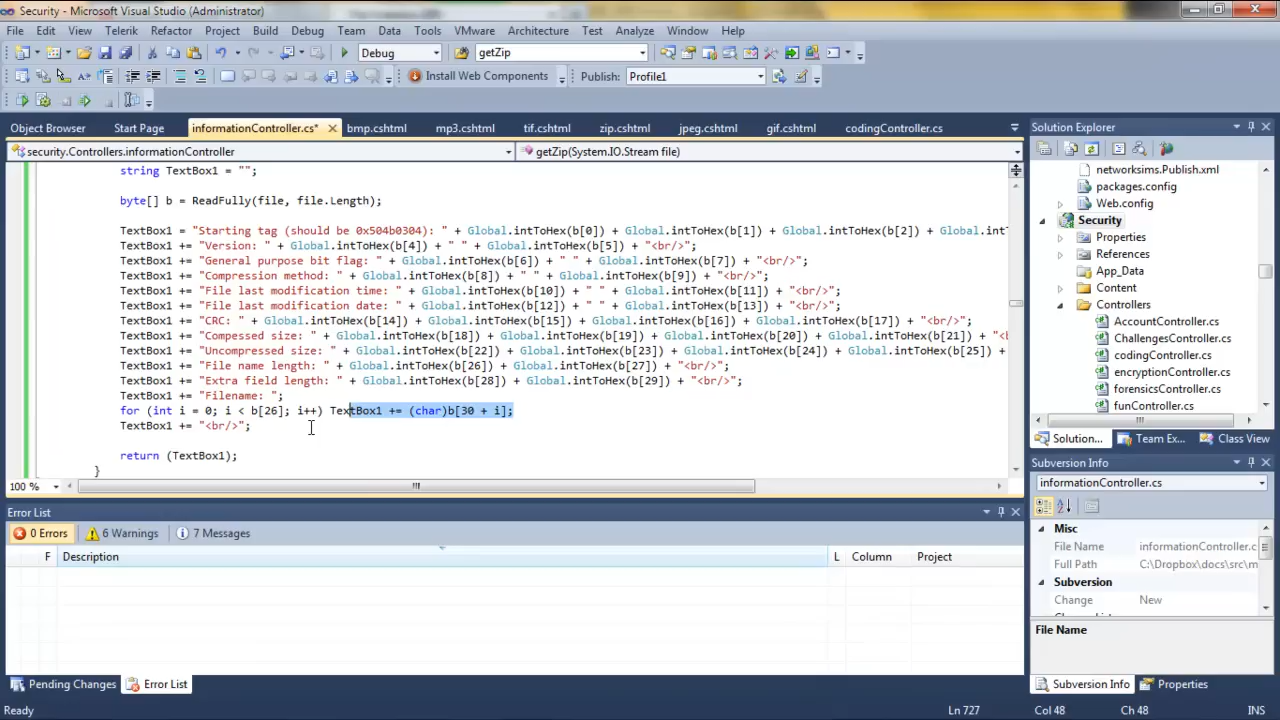 Security - Microsoft Visual Studio (Administrator)
File Edit View Telerik Refactor Project Build Debug Team Data Tools VMware Architecture Test Analyze Window Help
Debug getZip
Install Web Components Publish: Profile1
Object Browser Start Page informationController.cs* bmp.cshtml mp3.cshtml tif.cshtml zip.cshtml jpeg.cshtml gif.cshtml codingController.cs
security.Controllers.informationController getZip(System.IO.Stream file)
string TextBox1 = "";
byte[] b = ReadFully(file, file.Length);
TextBox1 = "Starting tag (should be 0x504b0304): " + Global.intToHex(b[0]) + Global.intToHex(b[1]) + Global.intToHex(b[2]) + Global.intT
TextBox1 += "Version: " + Global.intToHex(b[4]) + " " + Global.intToHex(b[5]) + "<br/>";
TextBox1 += "General purpose bit flag: " + Global.intToHex(b[6]) + " " + Global.intToHex(b[7]) + "<br/>";
TextBox1 += "Compression method: " + Global.intToHex(b[8]) + " " + Global.intToHex(b[9]) + "<br/>";
TextBox1 += "File last modification time: " + Global.intToHex(b[10]) + " " + Global.intToHex(b[11]) + "<br/>";
TextBox1 += "File last modification date: " + Global.intToHex(b[12]) + " " + Global.intToHex(b[13]) + "<br/>";
TextBox1 += "CRC: " + Global.intToHex(b[14]) + Global.intToHex(b[15]) + Global.intToHex(b[16]) + Global.intToHex(b[17]) + "<br/>";
TextBox1 += "Compessed size: " + Global.intToHex(b[18]) + Global.intToHex(b[19]) + Global.intToHex(b[20]) + Global.intToHex(b[21]) + "<b
TextBox1 += "Uncompressed size: " + Global.intToHex(b[22]) + Global.intToHex(b[23]) + Global.intToHex(b[24]) + Global.intToHex(b[25]) +
TextBox1 += "File name length: " + Global.intToHex(b[26]) + Global.intToHex(b[27]) + "<br/>";
TextBox1 += "Extra field length: " + Global.intToHex(b[28]) + Global.intToHex(b[29]) + "<br/>";
TextBox1 += "Filename: ";
for (int i = 0; i < b[26]; i++) TextBox1 += (char)b[30 + i];
TextBox1 += "<br/>";
return (TextBox1);
}
100 %
Error List
0 Errors 6 Warnings 7 Messages
F Description L Column Project
Pending Changes Error List
Solution Explorer
networksims.Publish.xml
packages.config
Web.config
Security
Properties
References
App_Data
Content
Controllers
AccountController.cs
ChallengesController.cs
codingController.cs
encryptionController.cs
forensicsController.cs
funController.cs
Solution... Team Ex... Class View
Subversion Info
informationController.cs
Misc
File Name informationController.c
Full Path C:\Dropbox\docs\src\m
Subversion
Change New
File Name
Subversion Info Properties
Ln 727 Col 48 Ch 48 INS